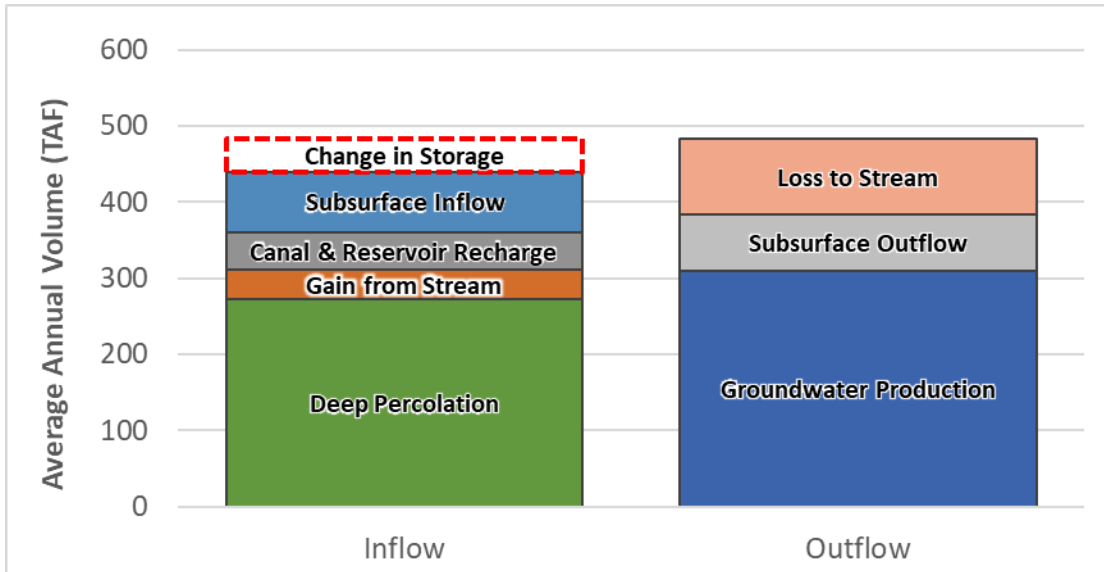 Average Annual Volume (TAF)
600
500
400
300
200
100
0
Change in Storage
Subsurface Inflow
Canal & Reservoir Recharge
Gain from Stream
Deep Percolation
Loss to Stream
Subsurface Outflow
Groundwater Production
Inflow
Outflow